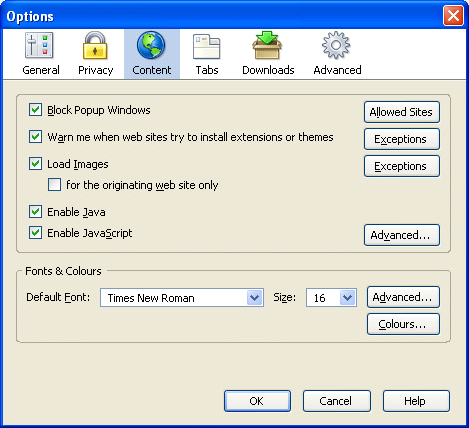 Options
General Privacy Content Tabs Downloads Advanced
Block Popup Windows Allowed Sites
Warn me when web sites try to install extensions or themes Exceptions
Load Images Exceptions
for the originating web site only
Enable Java
Enable JavaScript Advanced...
Fonts & Colours
Default Font: Times New Roman Size: 16 Advanced...
Colours...
OK Cancel Help